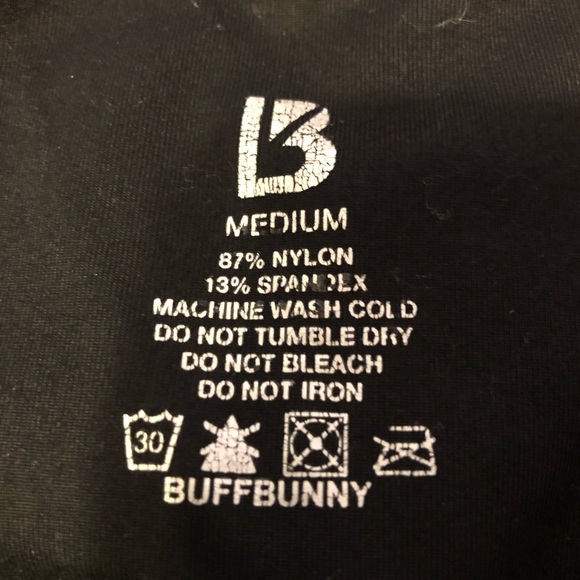 B
MEDIUM
87% NYLON
13% SPANDEX
MACHINE WASH COLD
DO NOT TUMBLE DRY
DO NOT BLEACH
DO NOT IRON
30
BUFFBUNNY